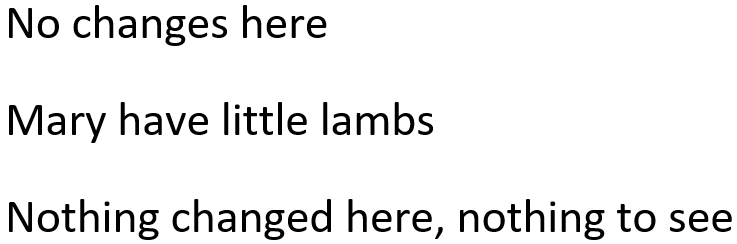 No changes here
Mary have little lambs
Nothing changed here, nothing to see